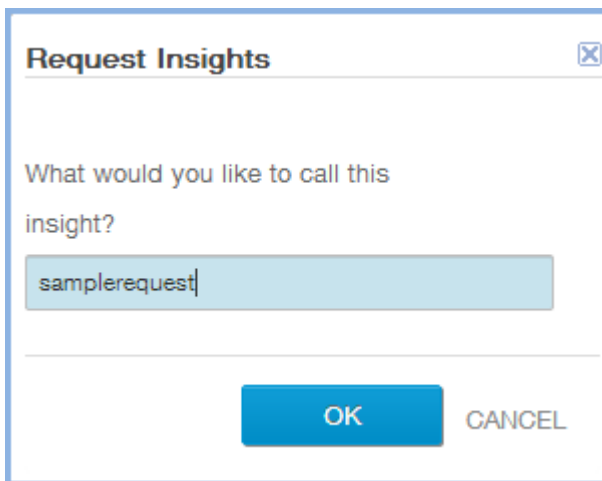 Request Insights
What would you like to call this
insight?
samplerequest
OK
CANCEL